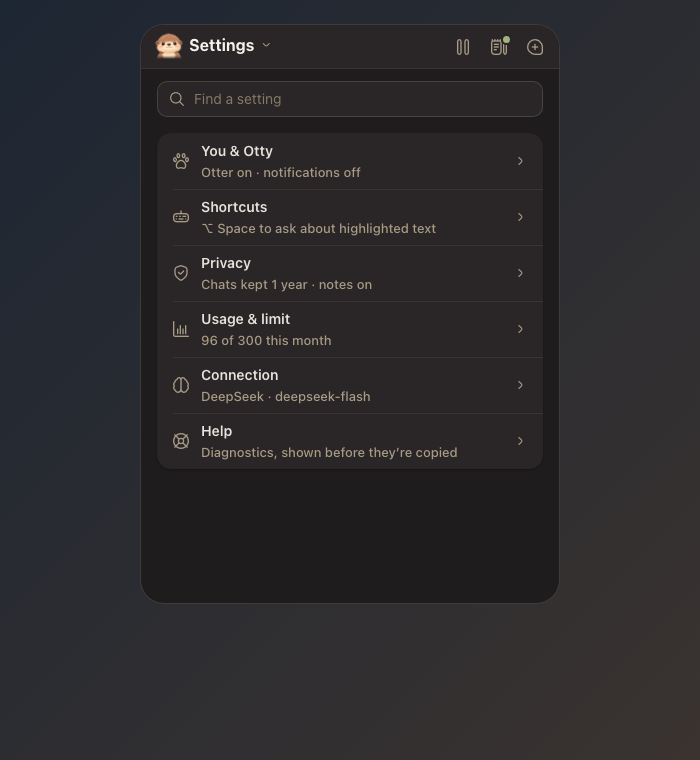 Settings
Find a setting
You & Otty
Otter on · notifications off
Shortcuts
⌥ Space to ask about highlighted text
Privacy
Chats kept 1 year · notes on
Usage & limit
96 of 300 this month
Connection
DeepSeek · deepseek-flash
Help
Diagnostics, shown before they’re copied